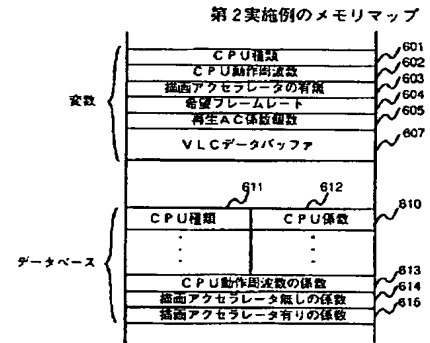 第2実施例のメモリマップ
変数
CPU種類
601
CPU動作周波数
602
描画アクセラレータの有無
603
希望フレームレート
604
再生AC係数個数
605
VLCデータバッファ
607
611
612
データベース
CPU種類
CPU係数
610
CPU動作周波数の係数
613
描画アクセラレータ無しの係数
614
描画アクセラレータ有りの係数
615